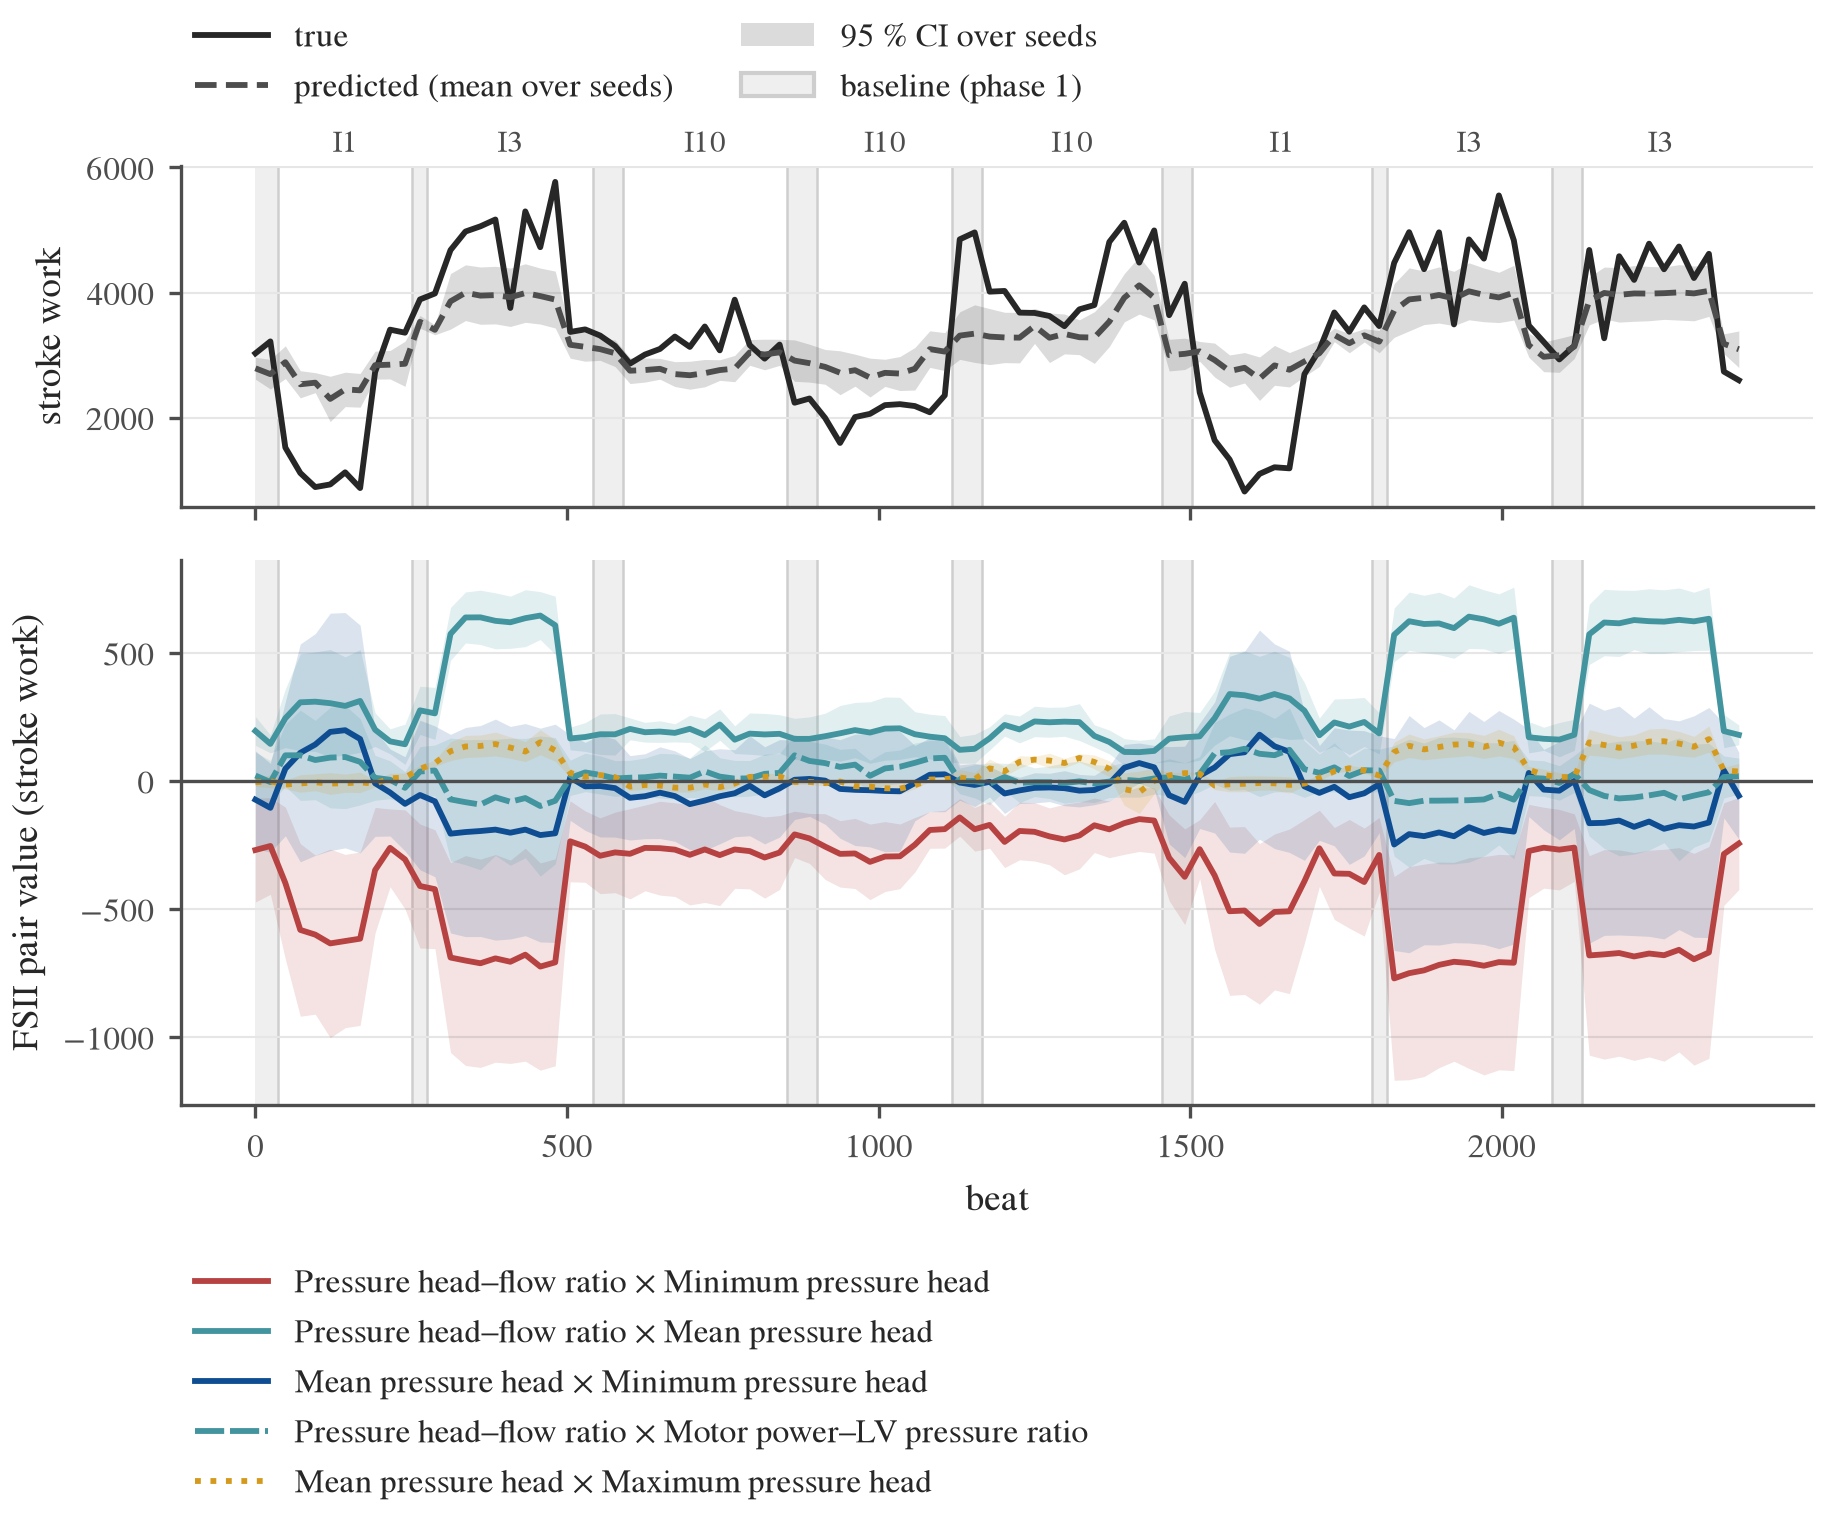 true
95 % CI over seeds
predicted (mean over seeds)
baseline (phase 1)
I1 I3 I10 I10 I10 I1 I3 I3
6000
4000
2000
stroke work
500
0
−500
−1000
FSII pair value (stroke work)
0 500 1000 1500 2000
beat
Pressure head–flow ratio × Minimum pressure head
Pressure head–flow ratio × Mean pressure head
Mean pressure head × Minimum pressure head
Pressure head–flow ratio × Motor power–LV pressure ratio
Mean pressure head × Maximum pressure head